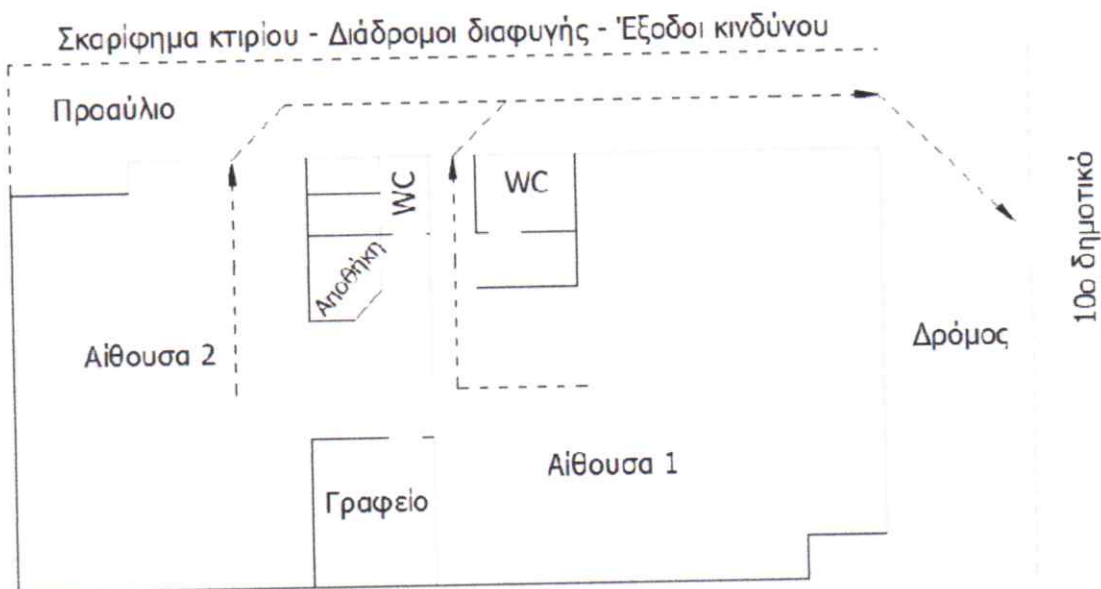 Σκαρίφημα κτιρίου - Διάδρομοι διαφυγής - Έξοδοι κινδύνου
Προαύλιο
WC
WC
Αποθήκη
10ο δημοτικό
Αίθουσα 2
Δρόμος
Αίθουσα 1
Γραφείο